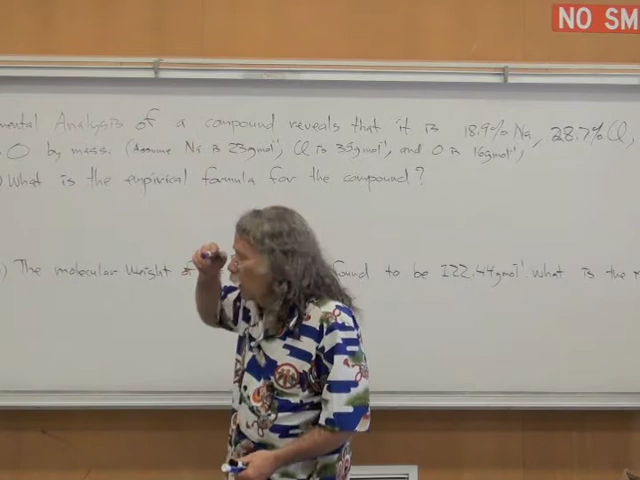 NO SM
mental Analysis of a compound reveals that it is 18.9% Na, 28.7% Cl,
O by mass. (Assume Na is 23gmol⁻¹, Cl is 35gmol⁻¹, and O is 16gmol⁻¹,
) What is the empirical formula for the compound?
) The molecular weight found to be 122.44gmol⁻¹. What is the